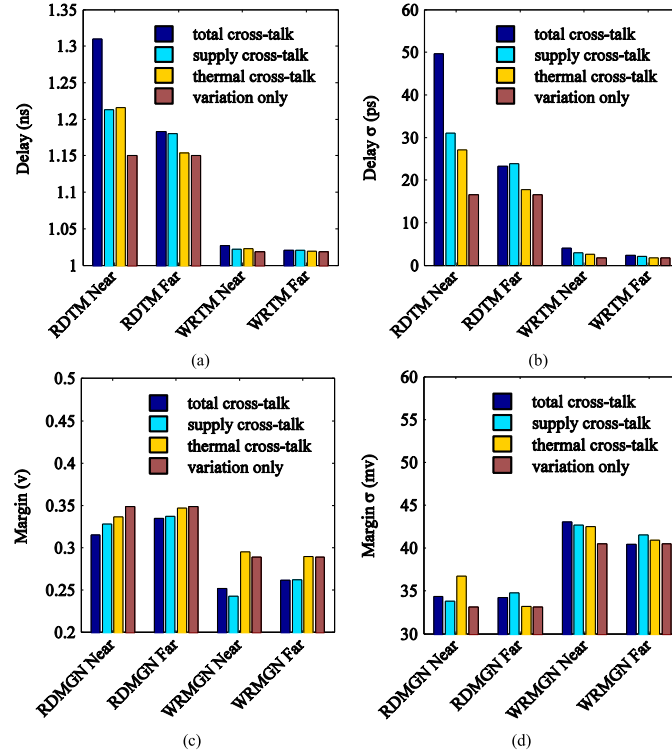 1.35
1.3
1.25
1.2
1.15
1.1
1.05
1
Delay (ns)
total cross-talk
supply cross-talk
thermal cross-talk
variation only
RDTM Near
RDTM Far
WRTM Near
WRTM Far
(a)
60
50
40
30
20
10
0
Delay σ (ps)
total cross-talk
supply cross-talk
thermal cross-talk
variation only
RDTM Near
RDTM Far
WRTM Near
WRTM Far
(b)
0.5
0.45
0.4
0.35
0.3
0.25
0.2
Margin (v)
total cross-talk
supply cross-talk
thermal cross-talk
variation only
RDMGN Near
RDMGN Far
WRMGN Near
WRMGN Far
(c)
60
55
50
45
40
35
30
Margin σ (mv)
total cross-talk
supply cross-talk
thermal cross-talk
variation only
RDMGN Near
RDMGN Far
WRMGN Near
WRMGN Far
(d)